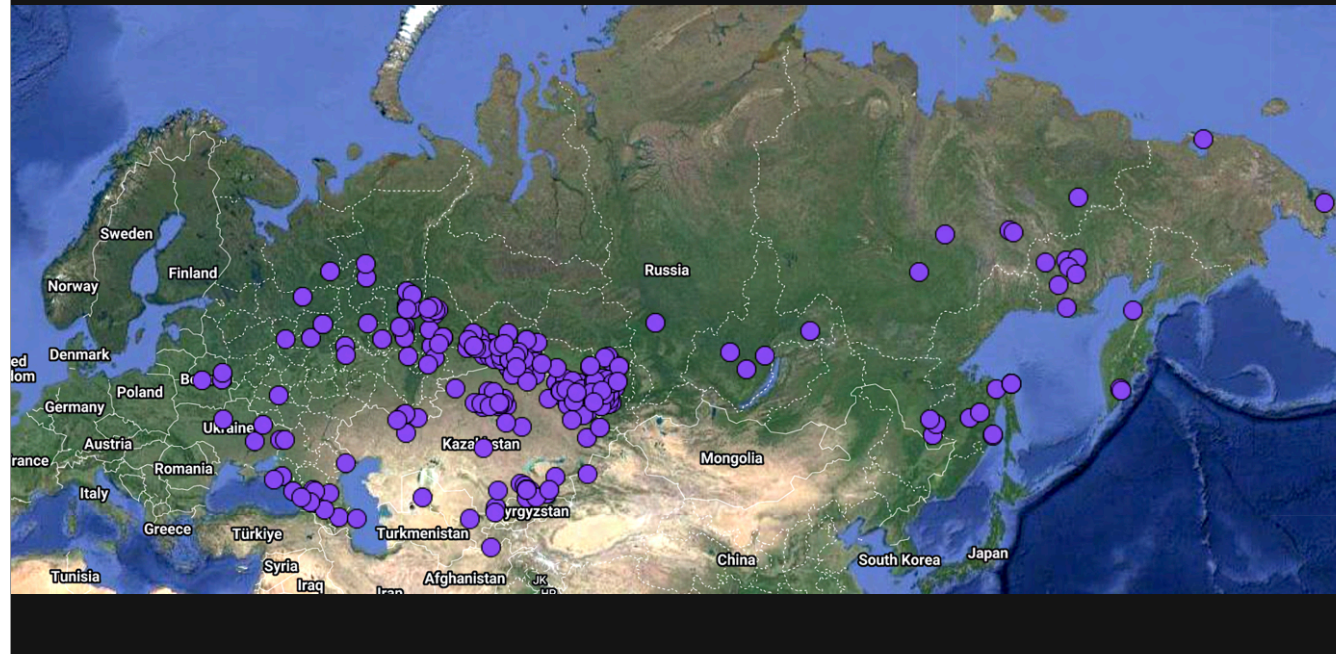 Sweden
Finland
Norway
Russia
Denmark
Poland
Germany
Ukraine
Austria
Kazakhstan
Mongolia
Romania
Italy
Greece
Türkiye
Turkmenistan
China
South Korea
Japan
Syria
Tunisia
Iraq
Afghanistan
JK